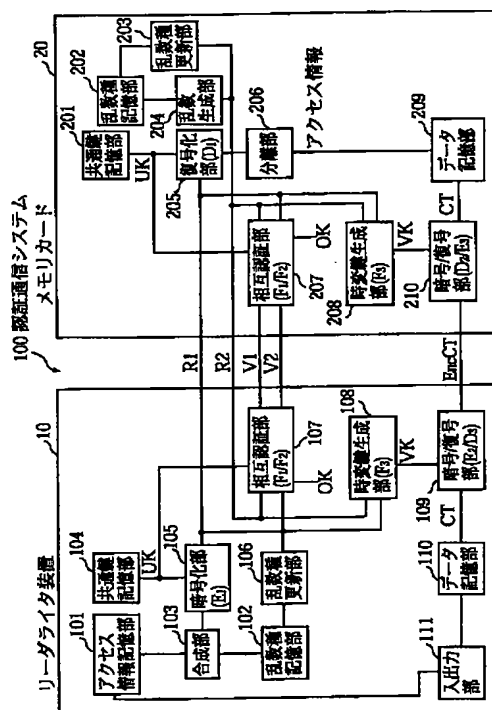 100 認証通信システム
10
リーダライタ装置
20
メモリカード
101
アクセス
情報記憶部
104
共通鍵記憶部
UK
103
合成部
105
暗号化部
(E1)
102
乱数種
記憶部
106
乱数種
更新部
107
相互認証部
(F1/F2)
OK
108
時変鍵生成
部(F3)
VK
109
暗号/復号
部(E2/D3)
CT
110
データ
記憶部
111
入出力
部
R1
R2
V1
V2
EncCT
201
共通鍵
記憶部
UK
202
乱数種
記憶部
203
乱数種
更新部
204
乱数
生成部
205
復号化
部(D1)
206
分離部
アクセス情報
207
相互認証部
(F1/F2)
OK
208
時変鍵生成
部(F3)
VK
209
データ
記憶部
CT
210
暗号/復号
部(D2/E3)